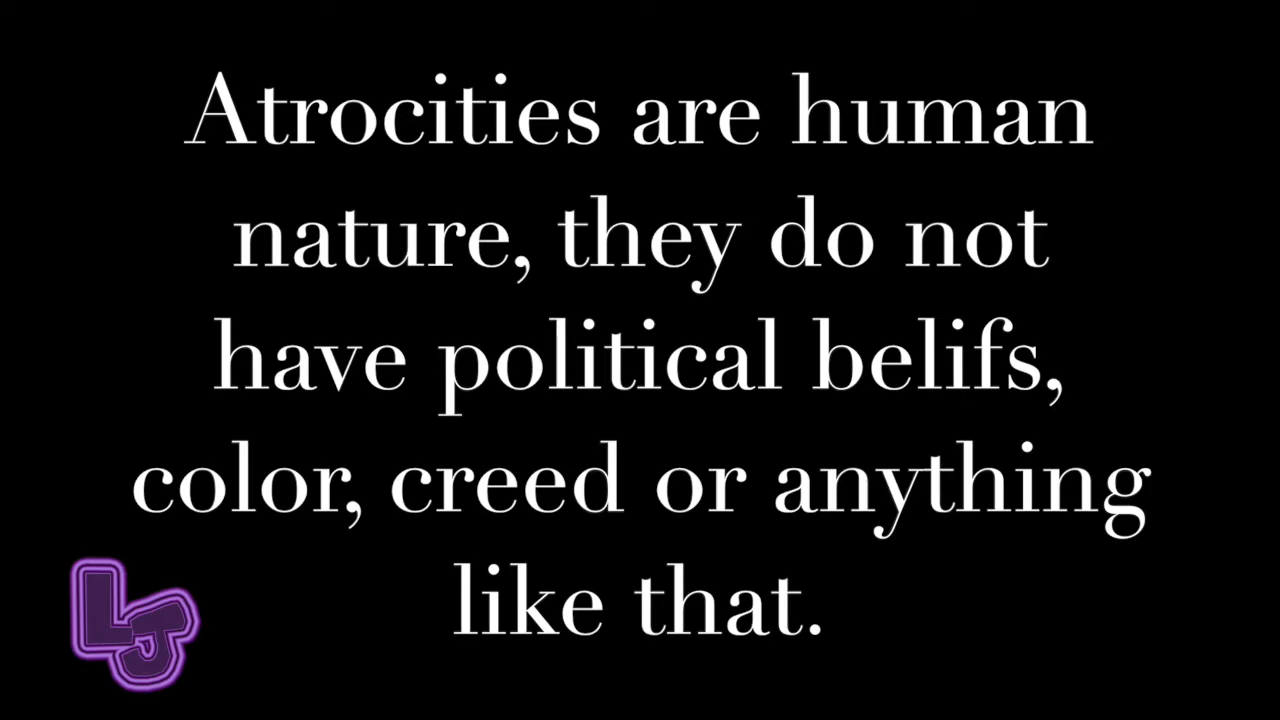 Atrocities are human
nature, they do not
have political belifs,
color, creed or anything
like that.
LJ